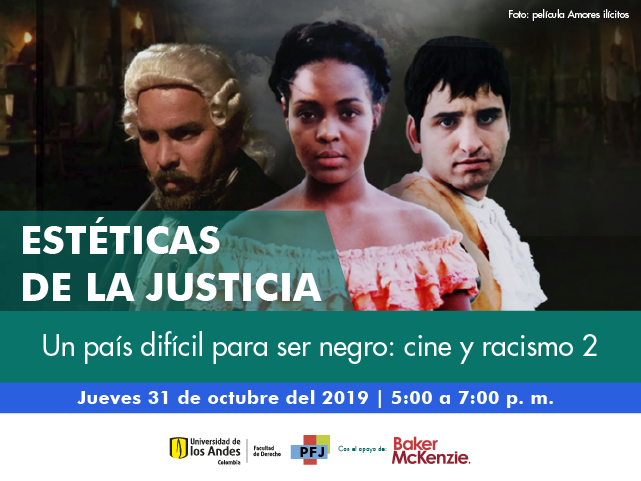 Foto: película Amores ilícitos
ESTÉTICAS
DE LA JUSTICIA
Un país difícil para ser negro: cine y racismo 2
Jueves 31 de octubre del 2019 | 5:00 a 7:00 p. m.
Universidad de
los Andes
Colombia
Facultad
de Derecho
PFJ
Con el apoyo de:
Baker
McKenzie.